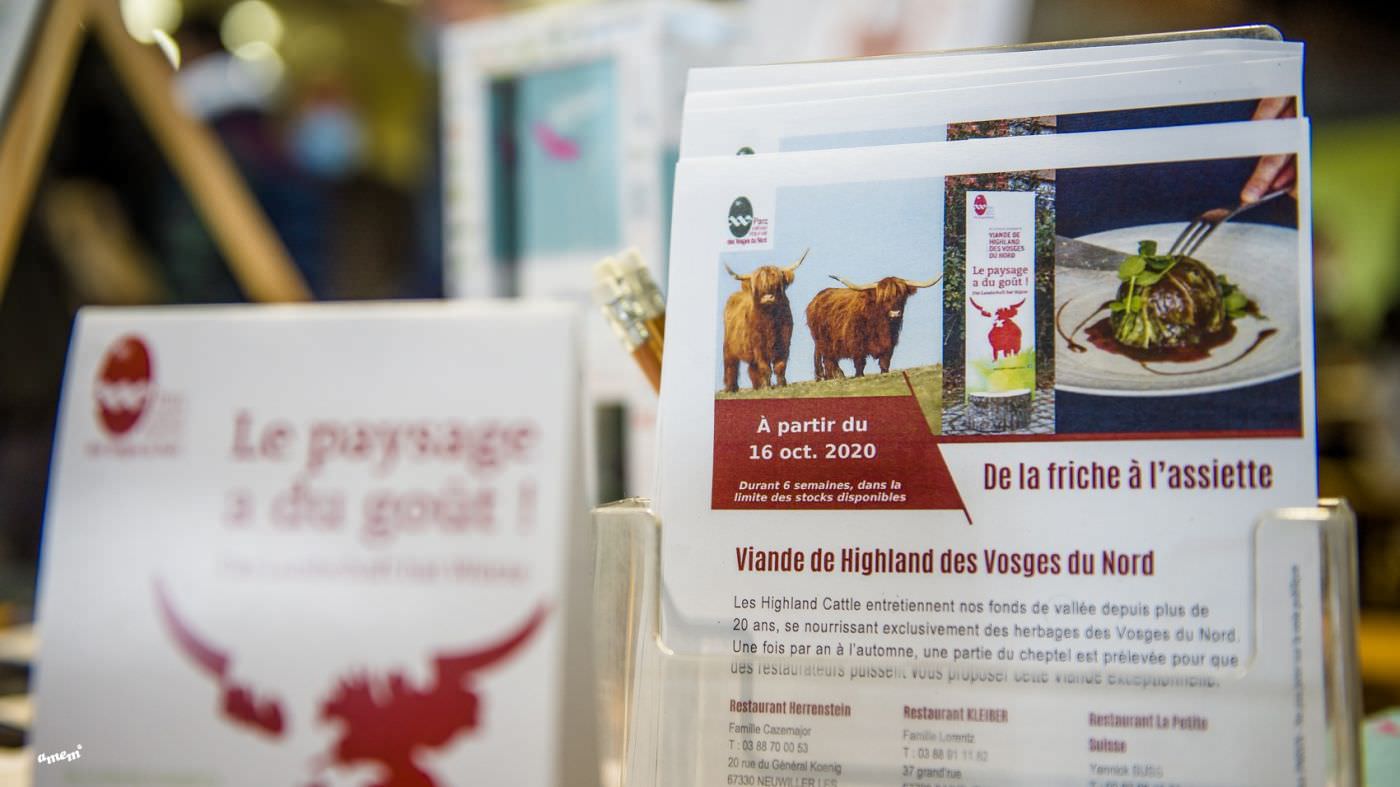 Le paysage
a du goût !
amem
Parc
des Vosges du Nord
VIANDE DE
HIGHLAND
DES VOSGES
DU NORD
Le paysage
a du goût !
À partir du
16 oct. 2020
Durant 6 semaines, dans la
limite des stocks disponibles
De la friche à l'assiette
Viande de Highland des Vosges du Nord
Les Highland Cattle entretiennent nos fonds de vallée depuis plus de
20 ans, se nourrissant exclusivement des herbages des Vosges du Nord.
Une fois par an à l'automne, une partie du cheptel est prélevée pour que
des restaurateurs puissent vous proposer cette viande exceptionnelle.
Restaurant Herrenstein
Famille Cazemajor
T : 03 88 70 00 53
20 rue du Général Koenig
67330 NEUWILLER LES
Restaurant KLEIBER
Famille Lorentz
T : 03 88 91 11 82
37 grand'rue
Restaurant La Petite
Suisse
Yannick